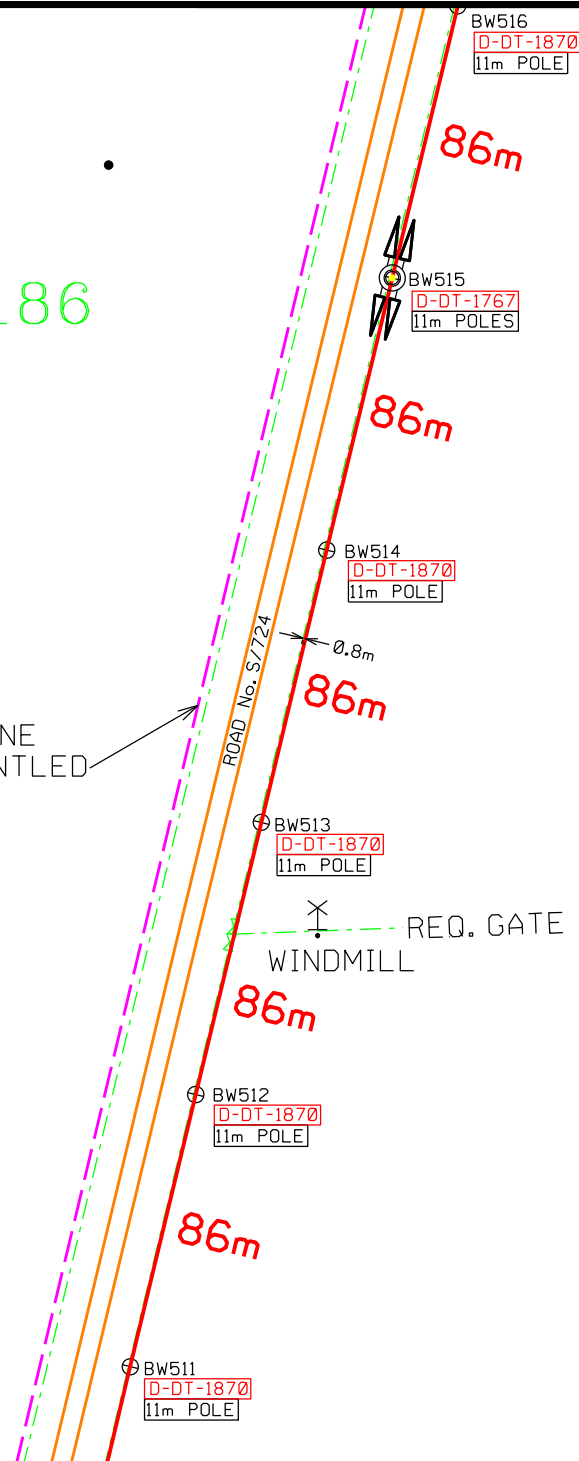 BW516
D-DT-1870
11m POLE
86m
BW515
D-DT-1767
11m POLES
86
86m
BW514
D-DT-1870
11m POLE
0.8m
ROAD No. S/724
86m
NE
NTLED
BW513
D-DT-1870
11m POLE
REQ. GATE
WINDMILL
86m
BW512
D-DT-1870
11m POLE
86m
BW511
D-DT-1870
11m POLE